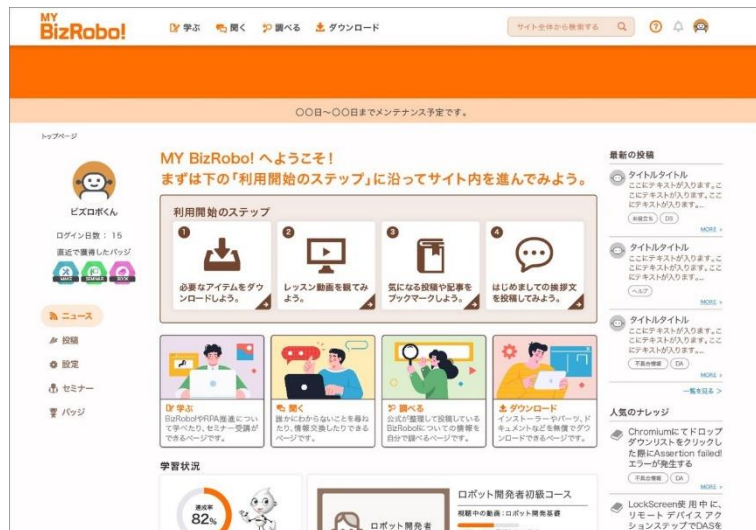 MY
BizRobo!
学ぶ
聞く
調べる
ダウンロード
サイト全体から検索する
〇〇日〜〇〇日までメンテナンス予定です。
トップページ
ビズロボくん
ログイン日数： 15
直近で獲得したバッジ
ニュース
投稿
設定
セミナー
バッジ
MY BizRobo! へようこそ！
まずは下の「利用開始のステップ」に沿ってサイト内を進んでみよう。
利用開始のステップ
1
必要なアイテムをダウ
ンロードしよう。
2
レッスン動画を観てみ
よう。
3
気になる投稿や記事を
ブックマークしよう。
4
はじめましての挨拶文
を投稿してみよう。
学ぶ
BizRoboやRPA推進につい
て学べたり、セミナー受講が
できるページです。
聞く
誰かにわからないことを尋ね
たり、情報交換したりできる
ページです。
調べる
公式が整理して投稿している
BizRobo!についての情報を
自分で調べるページです。
ダウンロード
インストーラーやパーツ、ド
キュメントなどを無償でダウ
ンロードできるページです。
学習状況
達成率
82%
ロボット開発者
ロボット開発者初級コース
視聴中の動画：ロボット開発基礎
最新の投稿
タイトルタイトル
ここにテキストが入ります。こ
こにテキストが入ります。ここ
にテキストが入ります。...
お役立ち
DS
MORE
タイトルタイトル
ここにテキストが入ります。こ
こにテキストが入ります。ここ
にテキストが入ります。...
ヘルプ
MORE
タイトルタイトル
ここにテキストが入ります。こ
こにテキストが入ります。ここ
にテキストが入ります。...
不具合情報
DA
MORE
一覧を見る >
人気のナレッジ
Chromiumにてドロップ
ダウンリストをクリックし
た際にAssertion failed!
エラーが発生する
不具合情報
DA
MORE
LockScreen使用中に、
リモート デバイス アク
ションステップでDASを